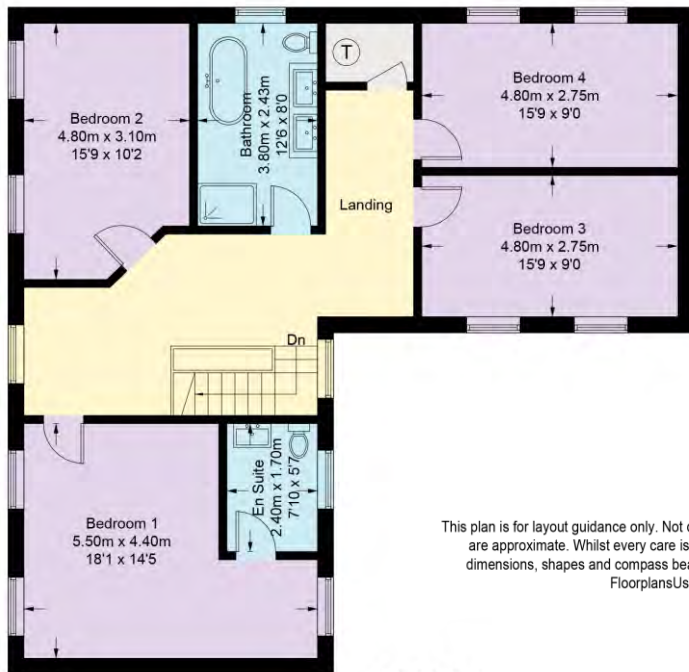 Bedroom 2
4.80m x 3.10m
15'9 x 10'2
Bathroom
3.80m x 2.43m
12'6 x 8'0
T
Bedroom 4
4.80m x 2.75m
15'9 x 9'0
Landing
Bedroom 3
4.80m x 2.75m
15'9 x 9'0
Dn
Bedroom 1
5.50m x 4.40m
18'1 x 14'5
En Suite
2.40m x 1.70m
7'10 x 5'7
This plan is for layout guidance only. Not
are approximate. Whilst every care is
dimensions, shapes and compass